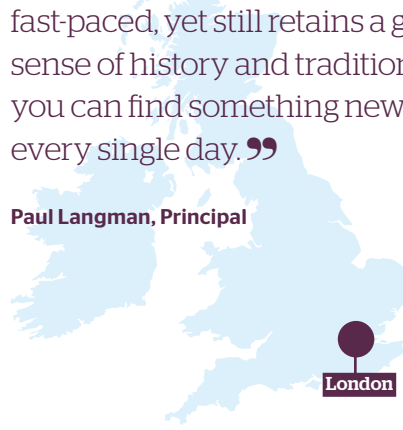 fast-paced, yet still retains a g
sense of history and tradition
you can find something new
every single day.”
Paul Langman, Principal
London